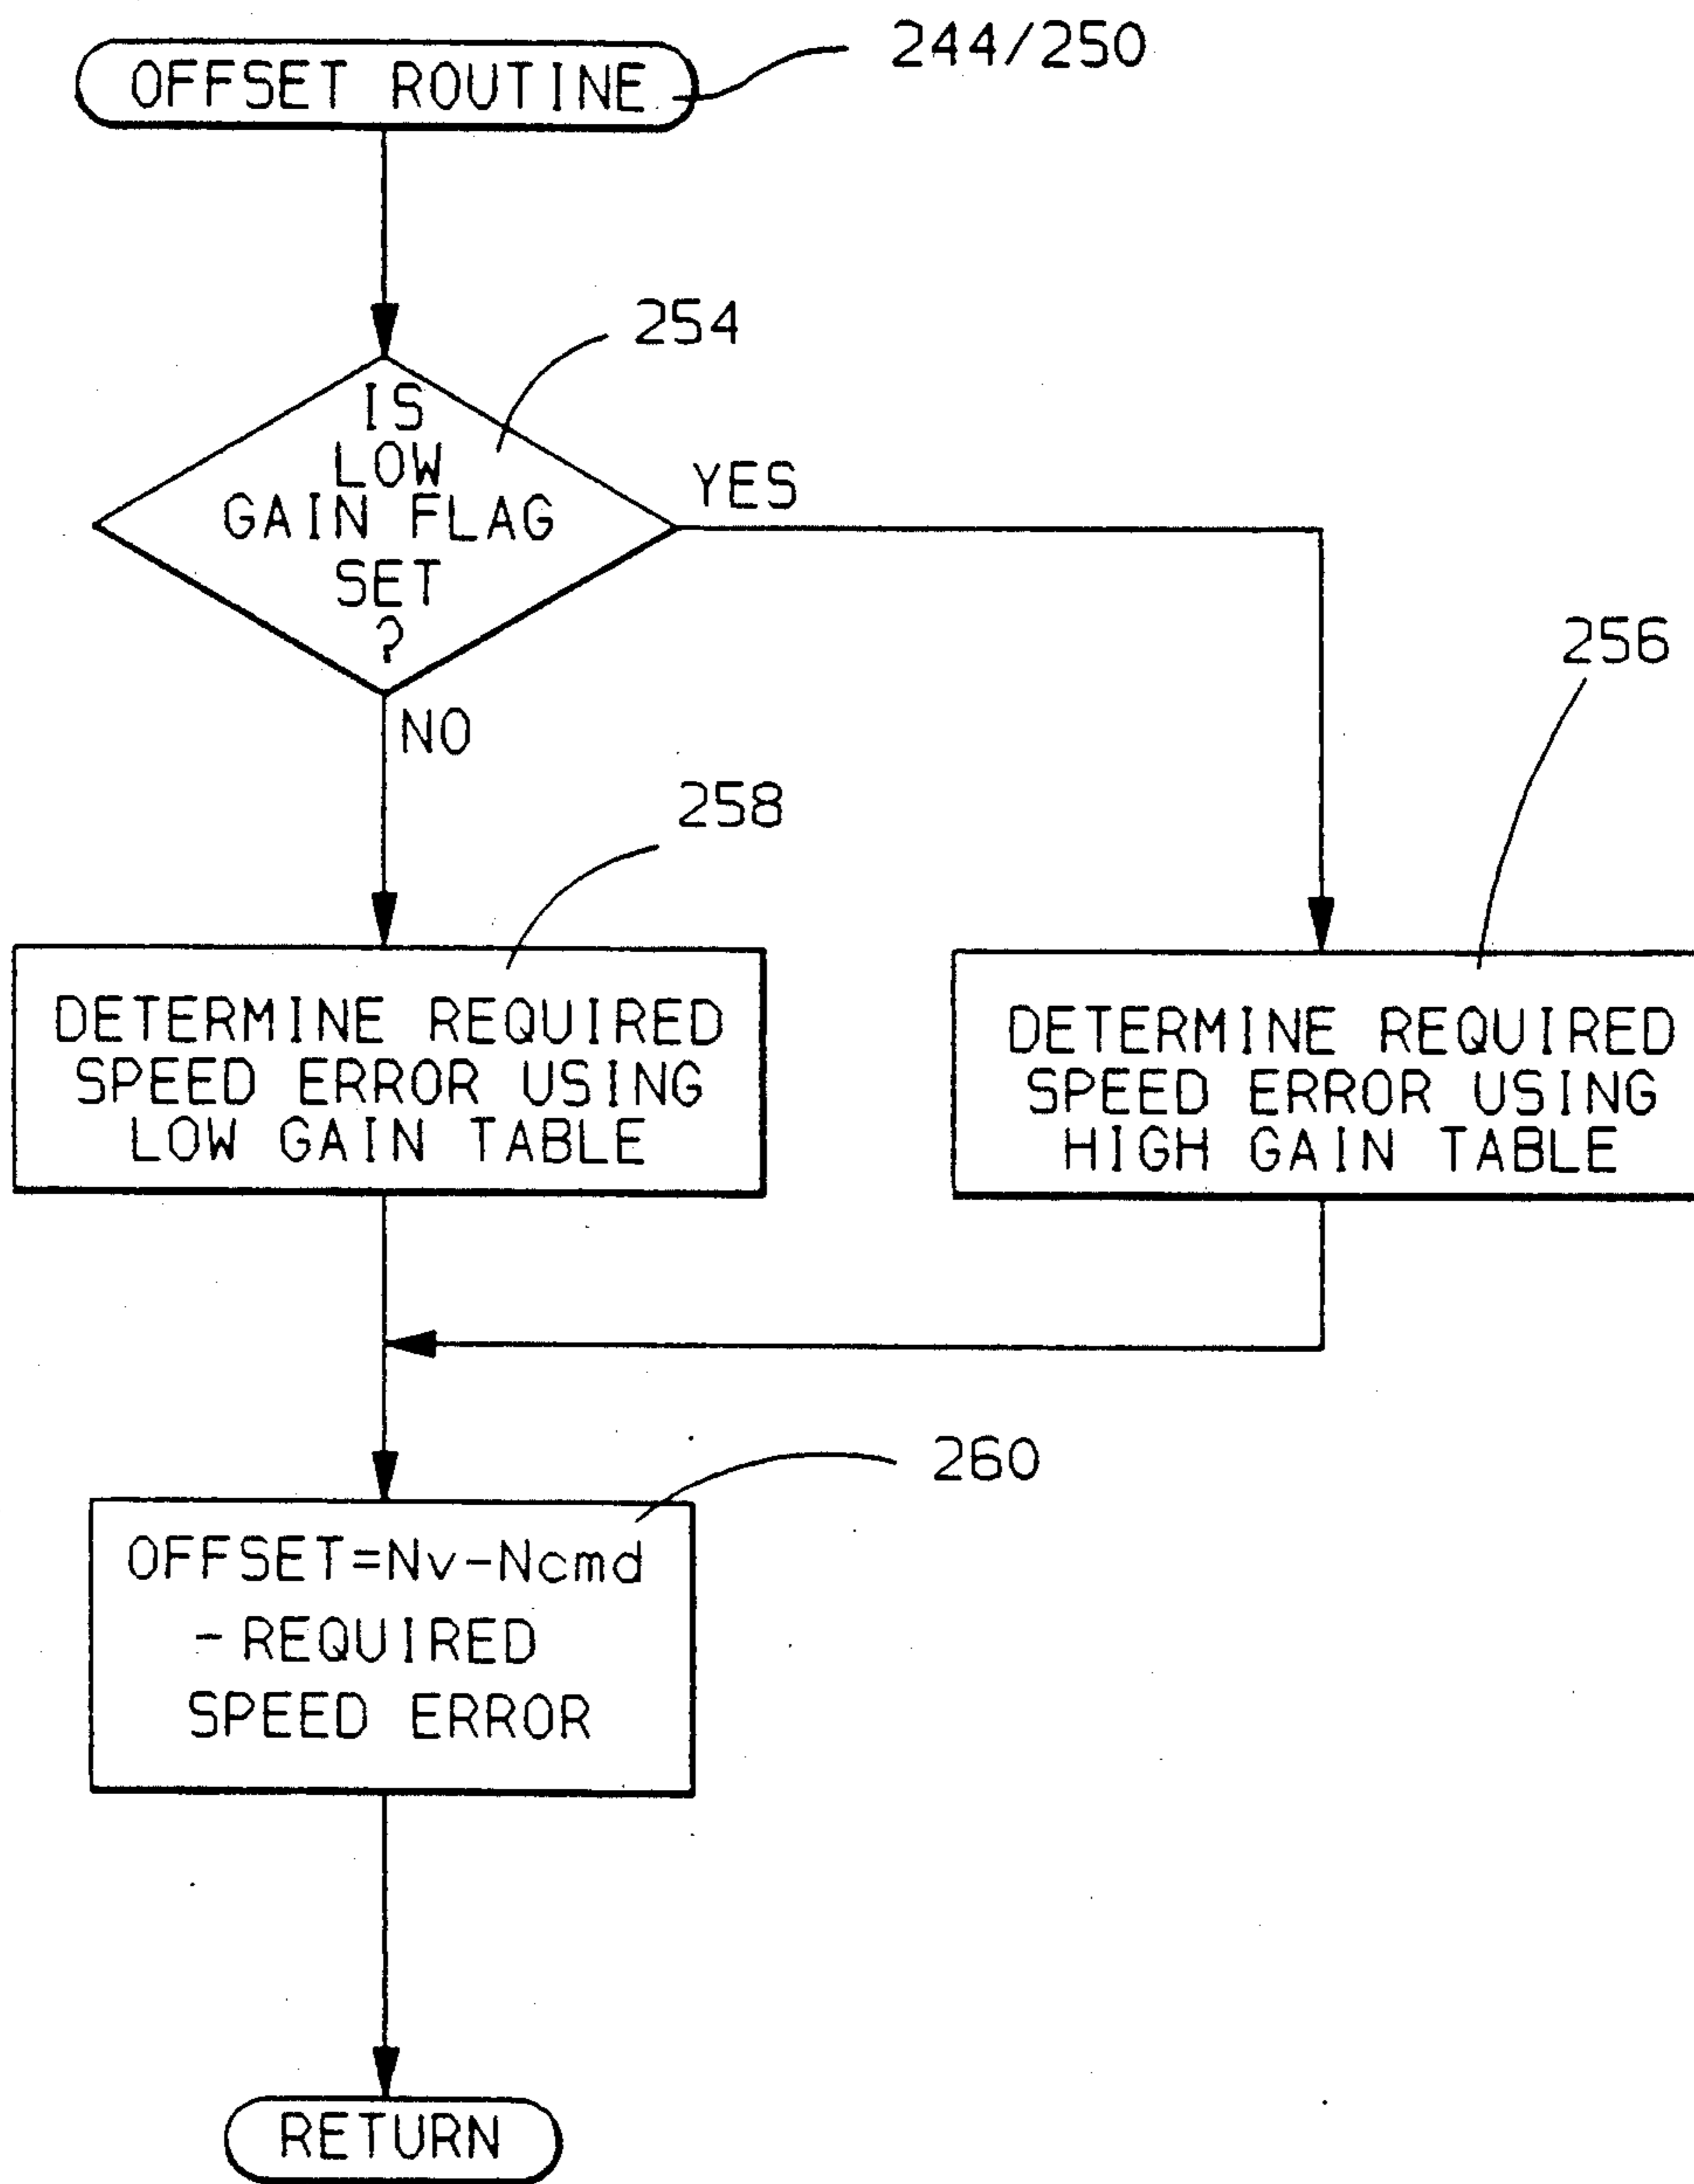 244/250
OFFSET ROUTINE
254
IS
LOW
GAIN FLAG
SET
?
YES
NO
256
258
DETERMINE REQUIRED
SPEED ERROR USING
LOW GAIN TABLE
DETERMINE REQUIRED
SPEED ERROR USING
HIGH GAIN TABLE
260
OFFSET=Nv-Ncmd
-REQUIRED
SPEED ERROR
RETURN